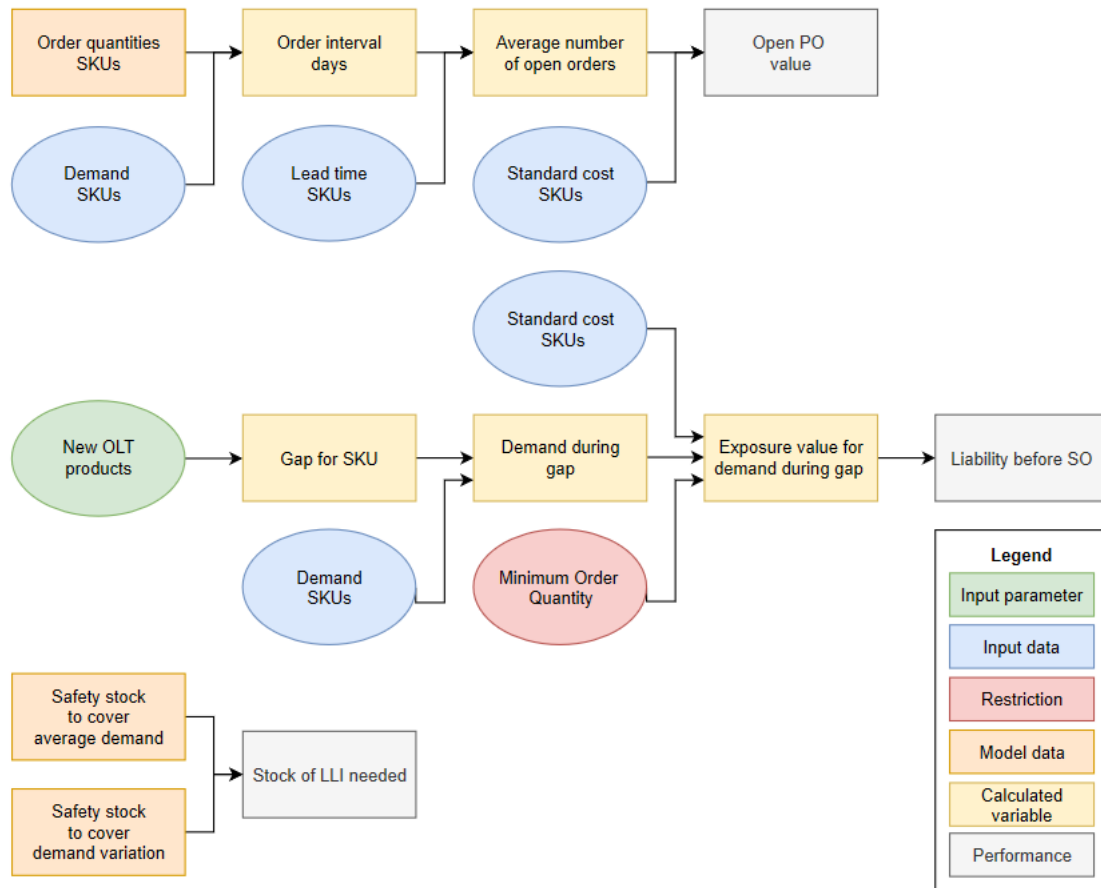 Order quantities
SKUs
Order interval
days
Average number
of open orders
Open PO
value
Demand
SKUs
Lead time
SKUs
Standard cost
SKUs
Standard cost
SKUs
New OLT
products
Gap for SKU
Demand during
gap
Exposure value for
demand during gap
Liability before SO
Demand
SKUs
Minimum Order
Quantity
Legend
Input parameter
Input data
Restriction
Model data
Calculated
variable
Performance
Safety stock
to cover
average demand
Stock of LLI needed
Safety stock
to cover
demand variation